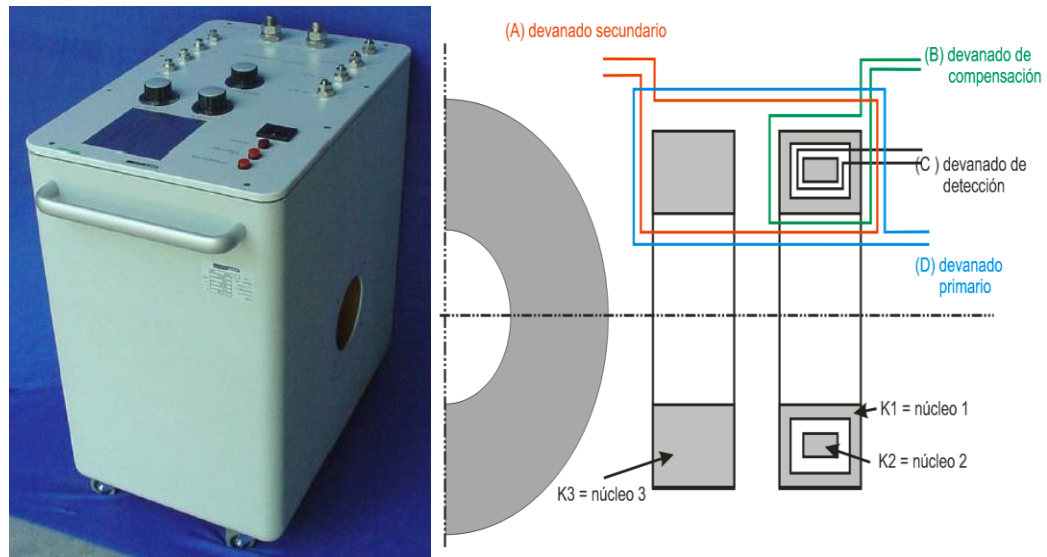 (A) devanado secundario
(B) devanado de
compensación
(C ) devanado de
detección
(D) devanado
primario
K1 = núcleo 1
K2 = núcleo 2
K3 = núcleo 3